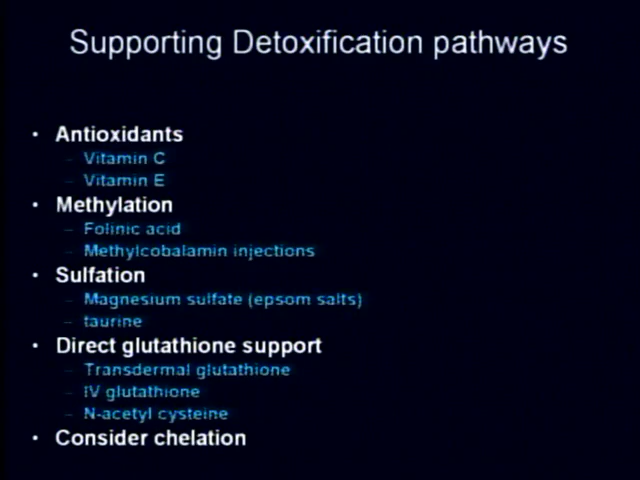 Supporting Detoxification pathways
• Antioxidants
– Vitamin C
– Vitamin E
• Methylation
– Folinic acid
– Methylcobalamin injections
• Sulfation
– Magnesium sulfate (epsom salts)
– taurine
• Direct glutathione support
– Transdermal glutathione
– IV glutathione
– N-acetyl cysteine
• Consider chelation